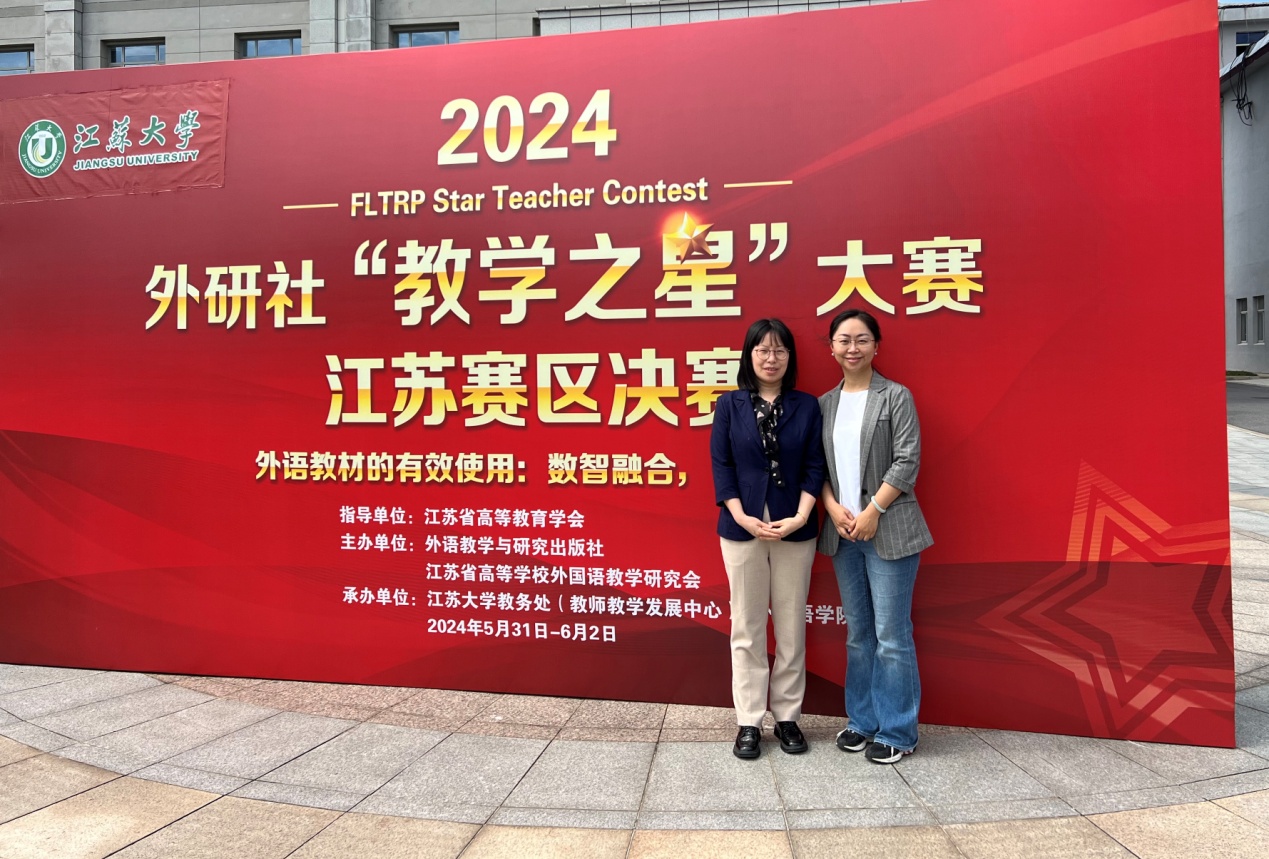 江苏大学
JIANGSU UNIVERSITY
2024
FLTRP Star Teacher Contest
外研社“教学之星”大赛
江苏赛区决赛
外语教材的有效使用：数智融合，
指导单位：江苏省高等教育学会
主办单位：外语教学与研究出版社
江苏省高等学校外国语教学研究会
承办单位：江苏大学教务处（教师教学发展中心 语学院
2024年5月31日-6月2日